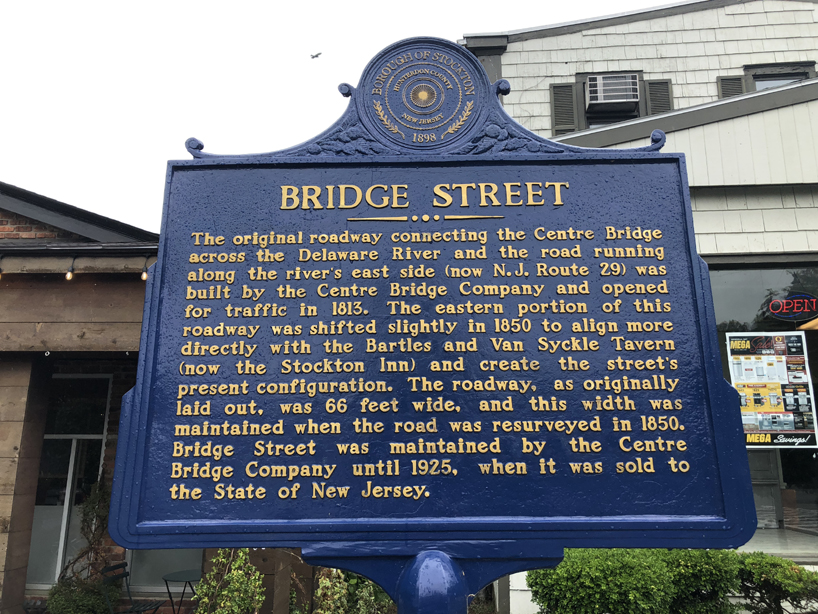 BOROUGH OF STOCKTON
HUNTERDON COUNTY
NEW JERSEY
1898
BRIDGE STREET
The original roadway connecting the Centre Bridge
across the Delaware River and the road running
along the river's east side (now N.J. Route 29) was
built by the Centre Bridge Company and opened
for traffic in 1813. The eastern portion of this
roadway was shifted slightly in 1850 to align more
directly with the Bartles and Van Syckle Tavern
(now the Stockton Inn) and create the street's
present configuration. The roadway, as originally
laid out, was 66 feet wide, and this width was
maintained when the road was resurveyed in 1850.
Bridge Street was maintained by the Centre
Bridge Company until 1925, when it was sold to
the State of New Jersey.
OPEN
MEGA
MEGA Savings!